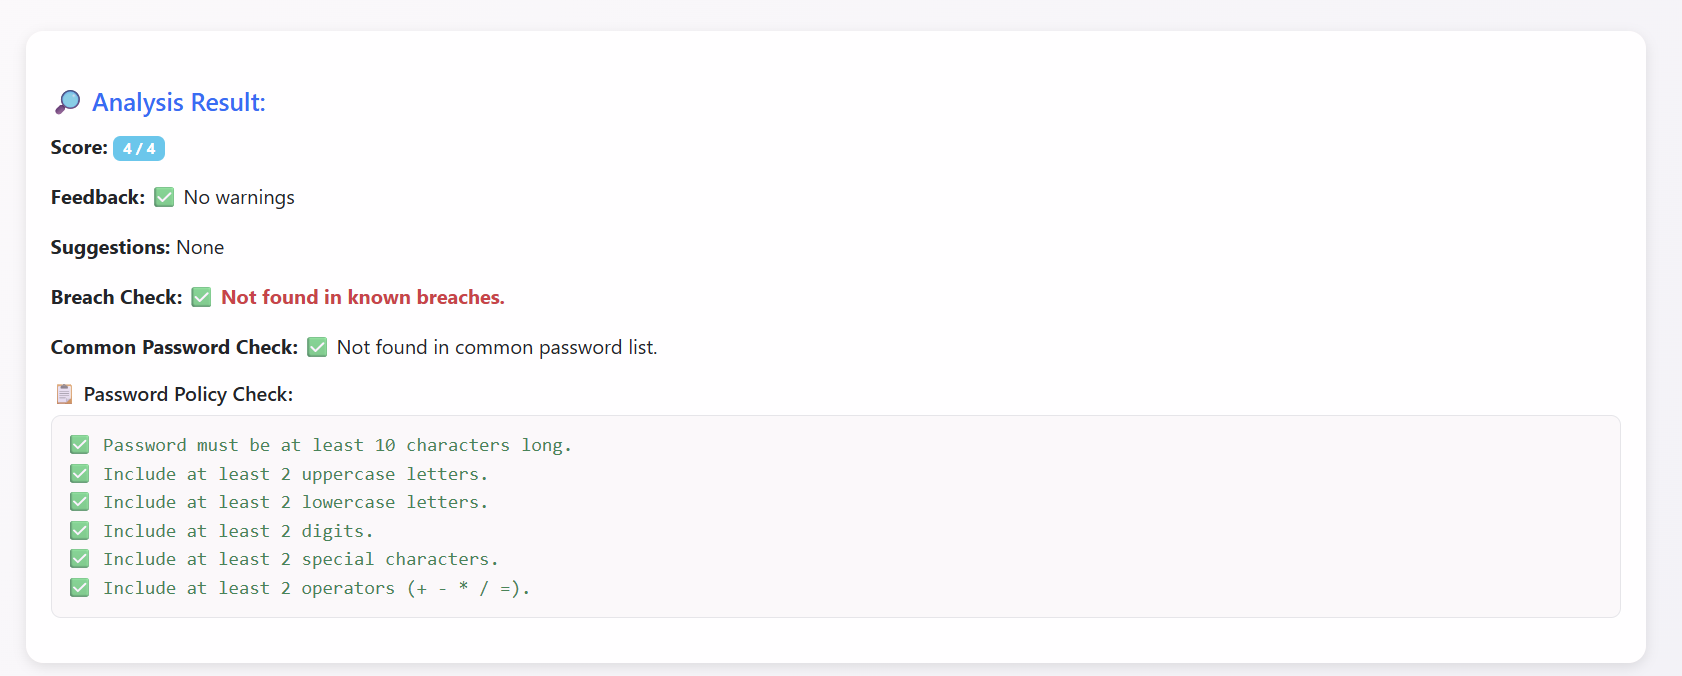 🔎 Analysis Result:
Score: 4 / 4
Feedback: ✅ No warnings
Suggestions: None
Breach Check: ✅ Not found in known breaches.
Common Password Check: ✅ Not found in common password list.
📋 Password Policy Check:
✅ Password must be at least 10 characters long.
✅ Include at least 2 uppercase letters.
✅ Include at least 2 lowercase letters.
✅ Include at least 2 digits.
✅ Include at least 2 special characters.
✅ Include at least 2 operators (+ - * / =).